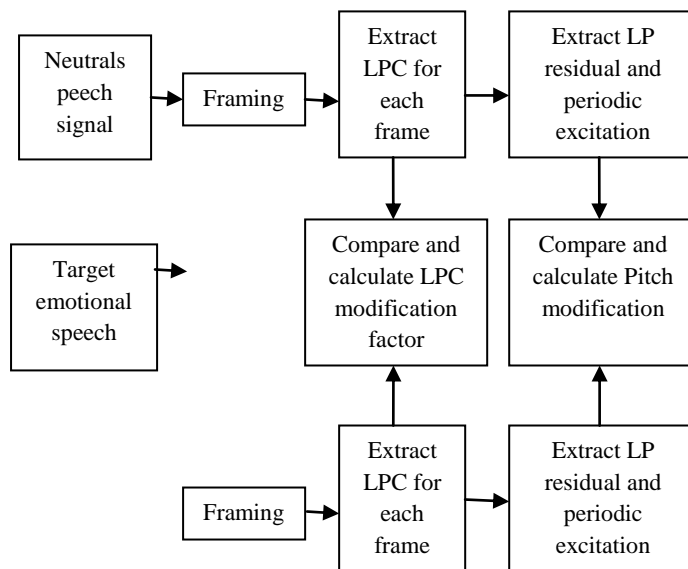 Neutrals
peech
signal
Framing
Extract
LPC for
each
frame
Extract LP
residual and
periodic
excitation
Target
emotional
speech
Compare and
calculate LPC
modification
factor
Compare and
calculate Pitch
modification
Framing
Extract
LPC for
each
frame
Extract LP
residual and
periodic
excitation